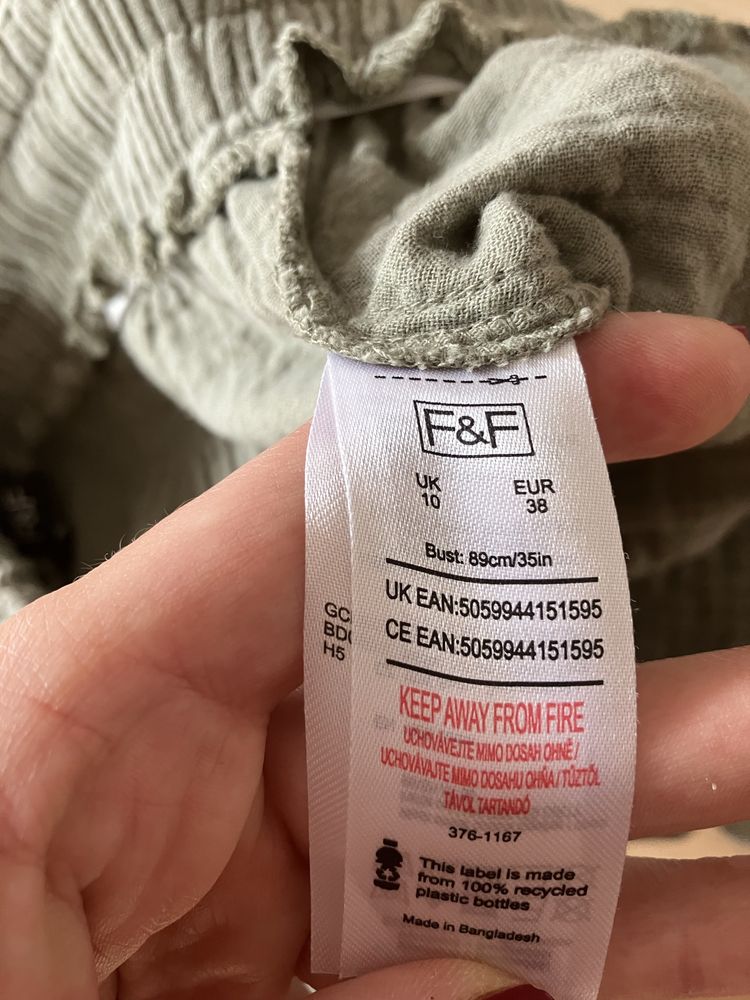 F&F
UK EUR
10 38
Bust: 89cm/35in
UK EAN:5059944151595
CE EAN:5059944151595
KEEP AWAY FROM FIRE
UCHOVÁVEJTE MIMO DOSAH OHNĚ /
UCHOVÁVAJTE MIMO DOSAHU OHŇA / TŰZTŐL
TÁVOL TARTANDÓ
376-1167
This label is made
from 100% recycled
plastic bottles
Made in Bangladesh
H5